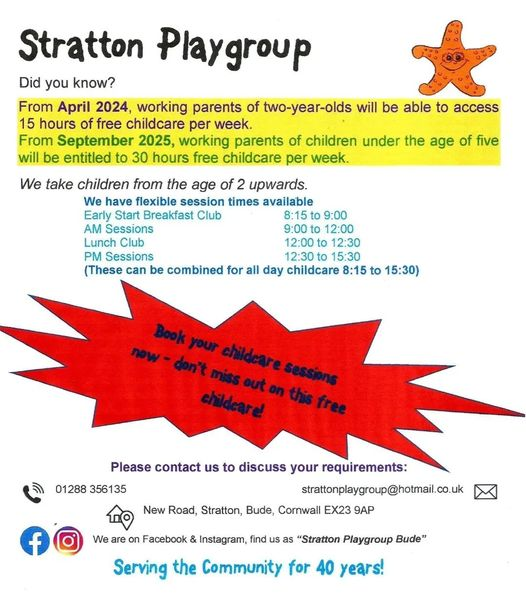 Stratton Playgroup
Did you know?
From April 2024, working parents of two-year-olds will be able to access
15 hours of free childcare per week.
From September 2025, working parents of children under the age of five
will be entitled to 30 hours free childcare per week.
We take children from the age of 2 upwards.
We have flexible session times available
Early Start Breakfast Club 8:15 to 9:00
AM Sessions 9:00 to 12:00
Lunch Club 12:00 to 12:30
PM Sessions 12:30 to 15:30
(These can be combined for all day childcare 8:15 to 15:30)
Book your childcare sessions
now - don't miss out on this free
childcare!
Please contact us to discuss your requirements:
01288 356135 strattonplaygroup@hotmail.co.uk
New Road, Stratton, Bude, Cornwall EX23 9AP
We are on Facebook & Instagram, find us as "Stratton Playgroup Bude"
Serving the Community for 40 years!